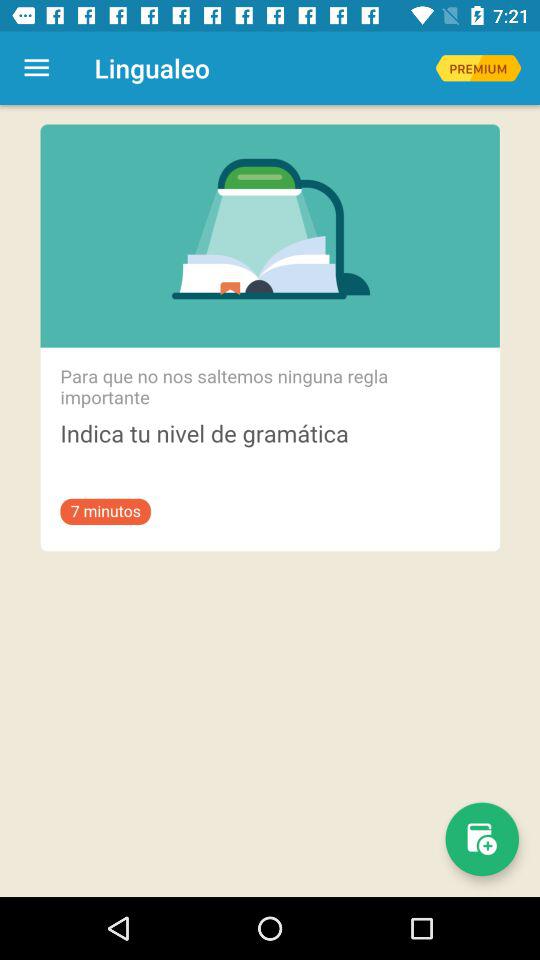 7:21
Lingualeo
PREMIUM
Para que no nos saltemos ninguna regla
importante
Indica tu nivel de gramática
7 minutos